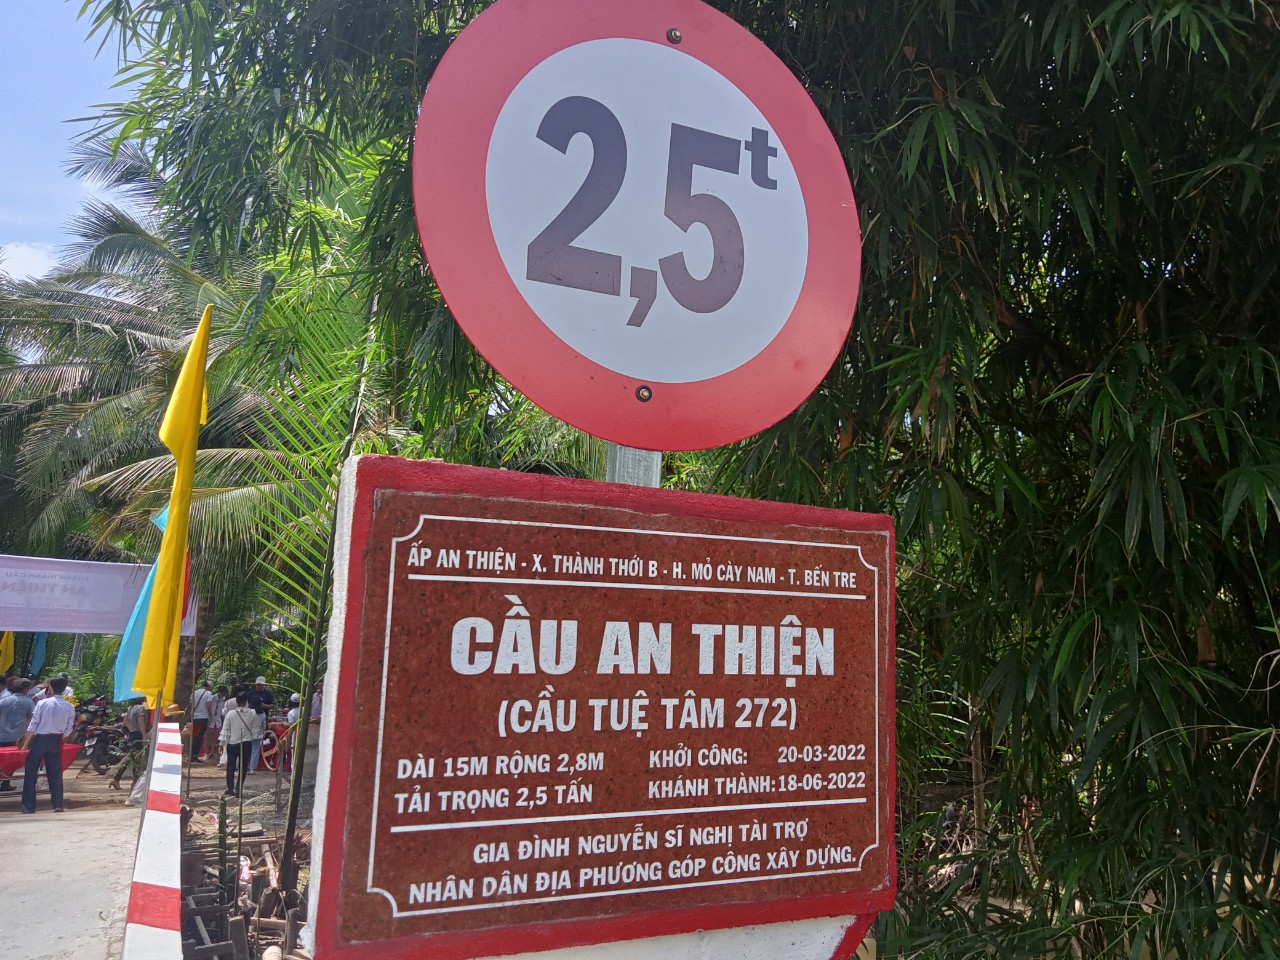 2,5t
ẤP AN THIỆN - X. THÀNH THỚI B - H. MỎ CÀY NAM - T. BẾN TRE
CẦU AN THIỆN
(CẦU TUỆ TÂM 272)
DÀI 15M RỘNG 2,8M KHỞI CÔNG: 20-03-2022
TẢI TRỌNG 2,5 TẤN KHÁNH THÀNH: 18-06-2022
GIA ĐÌNH NGUYỄN SĨ NGHỊ TÀI TRỢ
NHÂN DÂN ĐỊA PHƯƠNG GÓP CÔNG XÂY DỰNG.
AN THIỆN